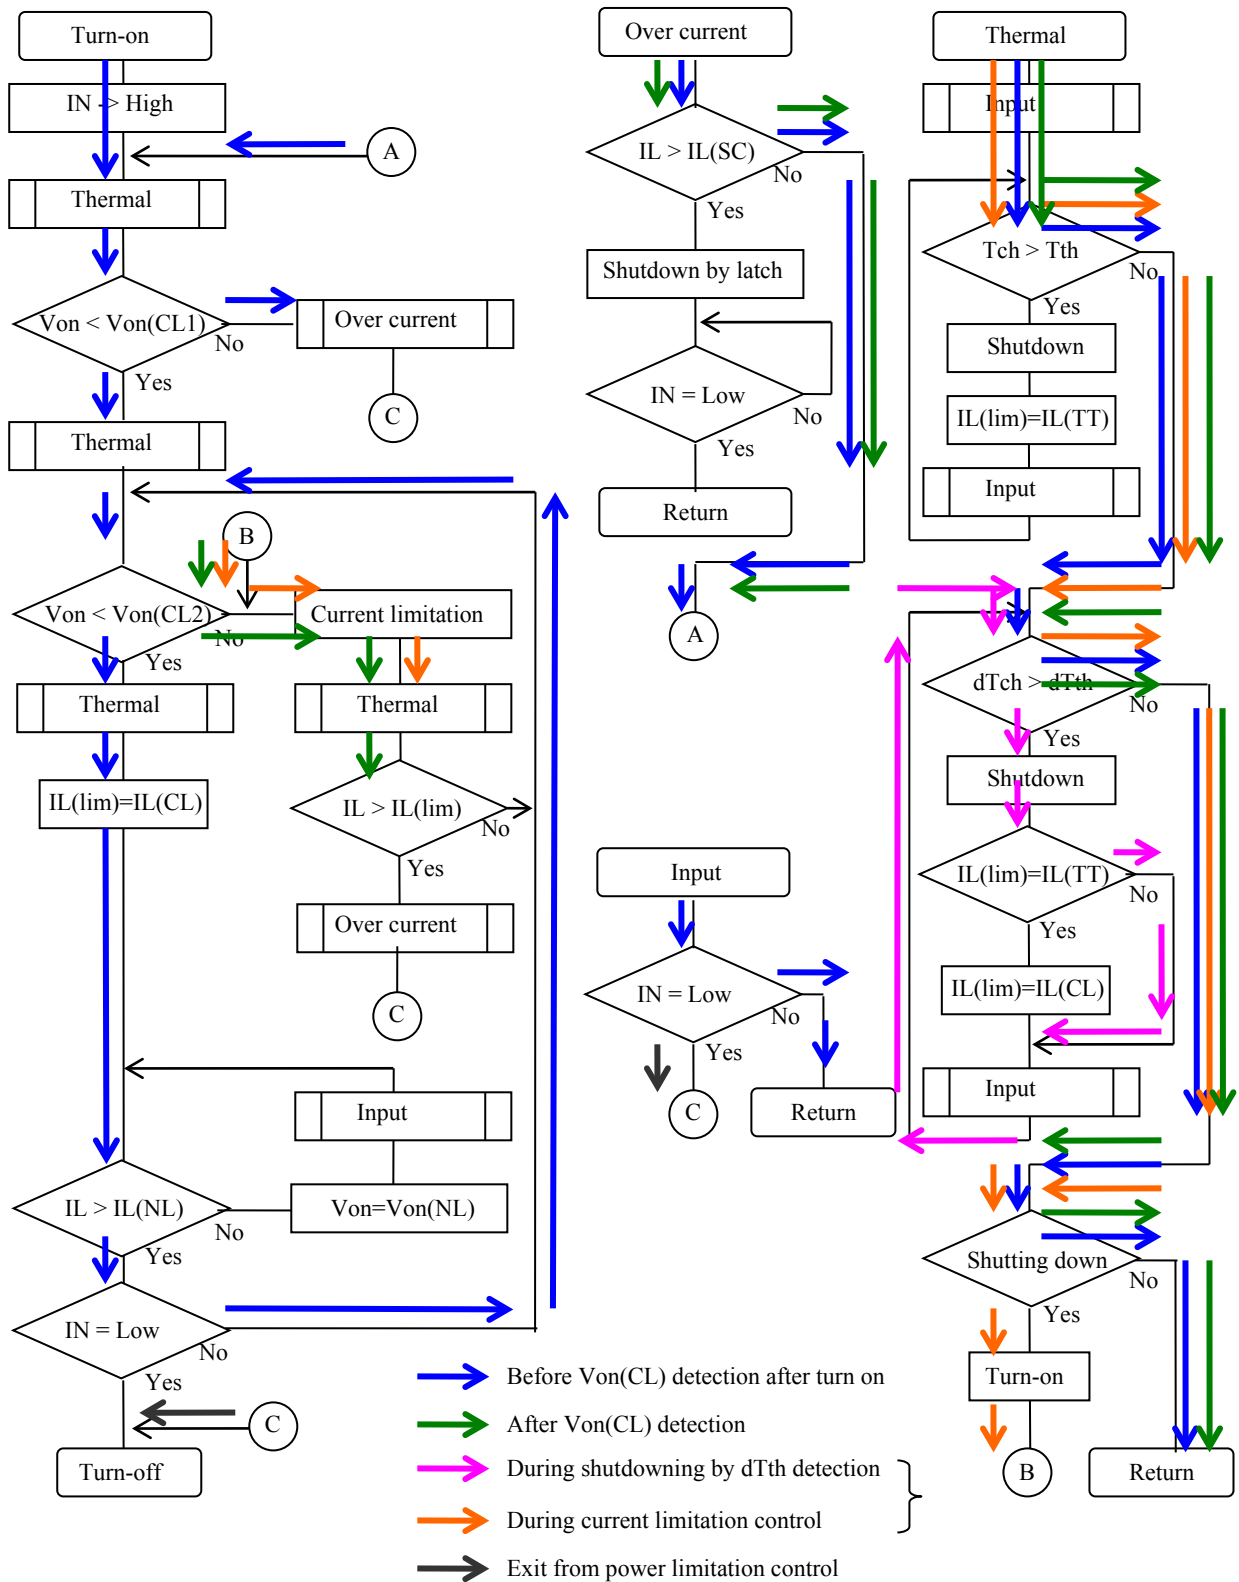 Turn-on
IN -> High
A
Thermal
Von < Von(CL1)
No
Yes
Over current
C
Thermal
B
Von < Von(CL2)
No
Yes
Current limitation
Thermal
Thermal
IL(lim)=IL(CL)
IL > IL(lim)
No
Yes
Over current
C
Input
Von=Von(NL)
IL > IL(NL)
No
Yes
IN = Low
No
Yes
C
Turn-off
Over current
IL > IL(SC)
No
Yes
Shutdown by latch
IN = Low
No
Yes
Return
A
Input
IN = Low
No
Yes
C
Return
Thermal
Input
Tch > Tth
No
Yes
Shutdown
IL(lim)=IL(TT)
Input
dTch > dTth
No
Yes
Shutdown
IL(lim)=IL(TT)
No
Yes
IL(lim)=IL(CL)
Input
Shutting down
No
Yes
Turn-on
B
Return
Before Von(CL) detection after turn on
After Von(CL) detection
During shutdowning by dTth detection
During current limitation control
Exit from power limitation control